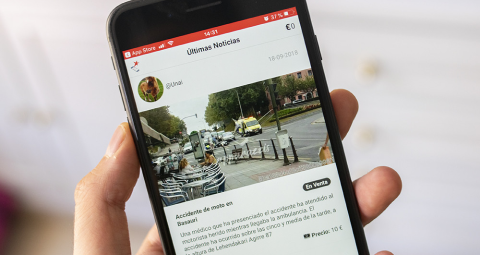 App Store 14:31 37 %
Últimas Noticias
€0
18-09-2018
@Unai
En Venta
Accidente de moto en
Basauri
Una médico que ha presenciado el accidente ha atendido al
motorista herido mientras llegaba la ambulancia. El
accidente ha ocurrido sobre las cinco y media de la tarde, a
la altura de Lehendakari Agirre 87
Precio: 10 €